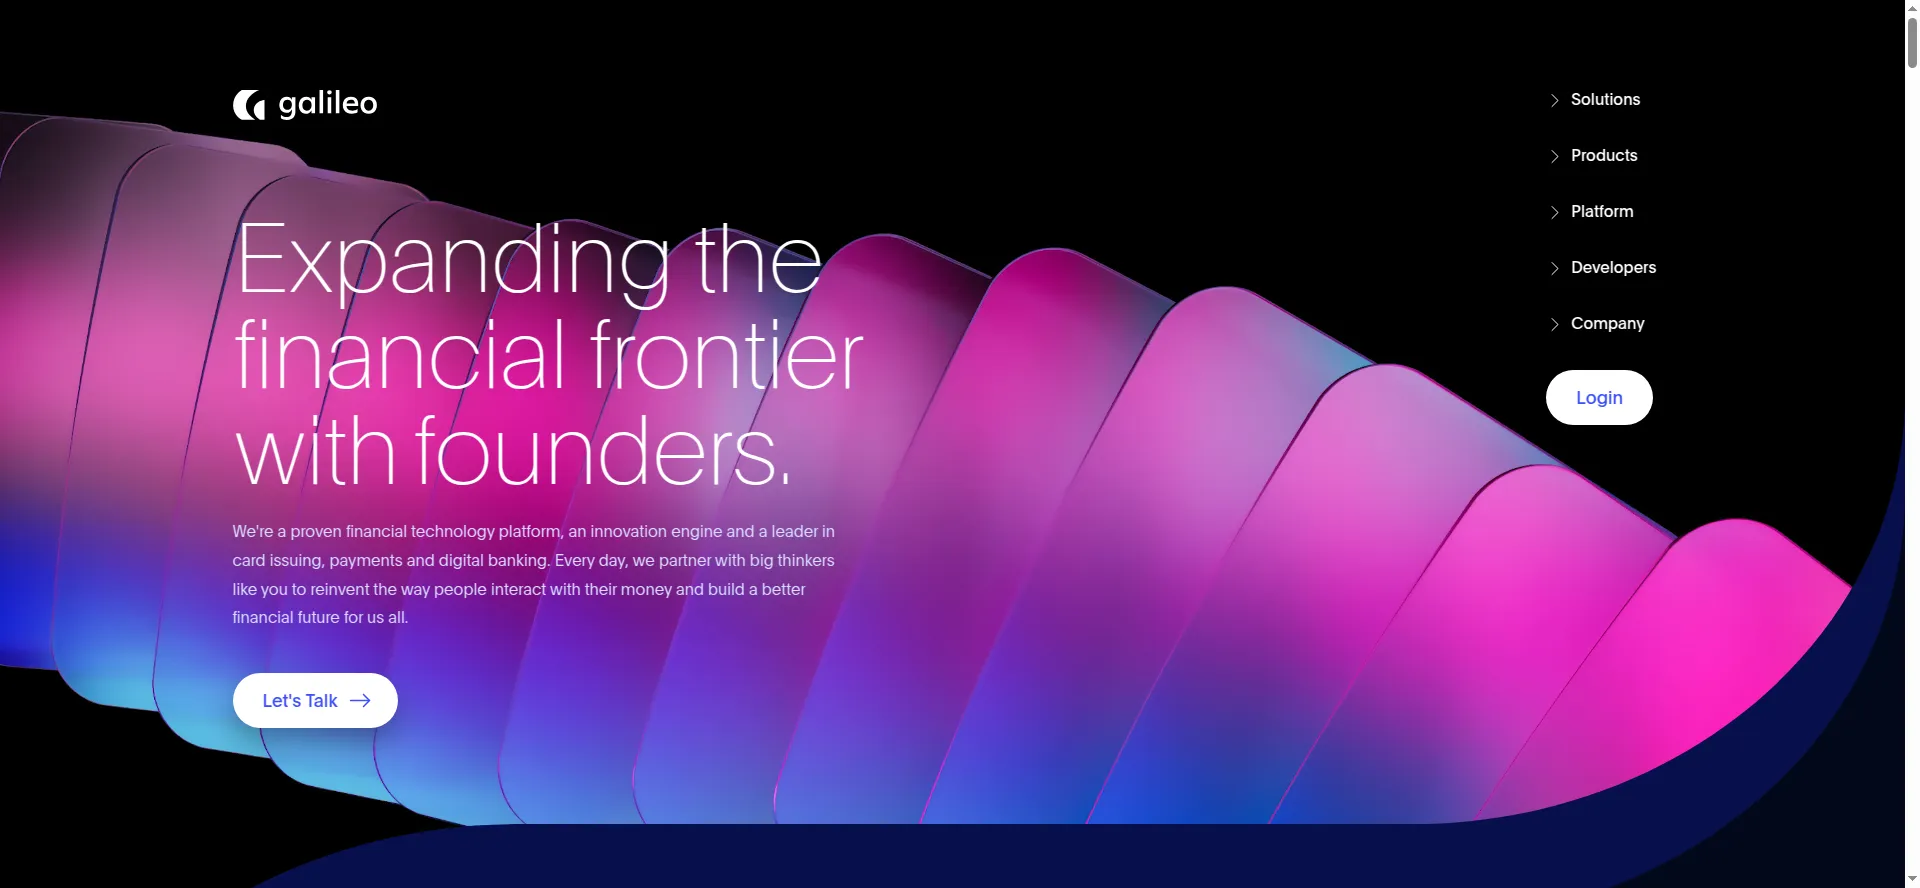 galileo
Solutions
Products
Platform
Developers
Company
Login
Expanding the
financial frontier
with founders.
We're a proven financial technology platform, an innovation engine and a leader in
card issuing, payments and digital banking. Every day, we partner with big thinkers
like you to reinvent the way people interact with their money and build a better
financial future for us all.
Let's Talk